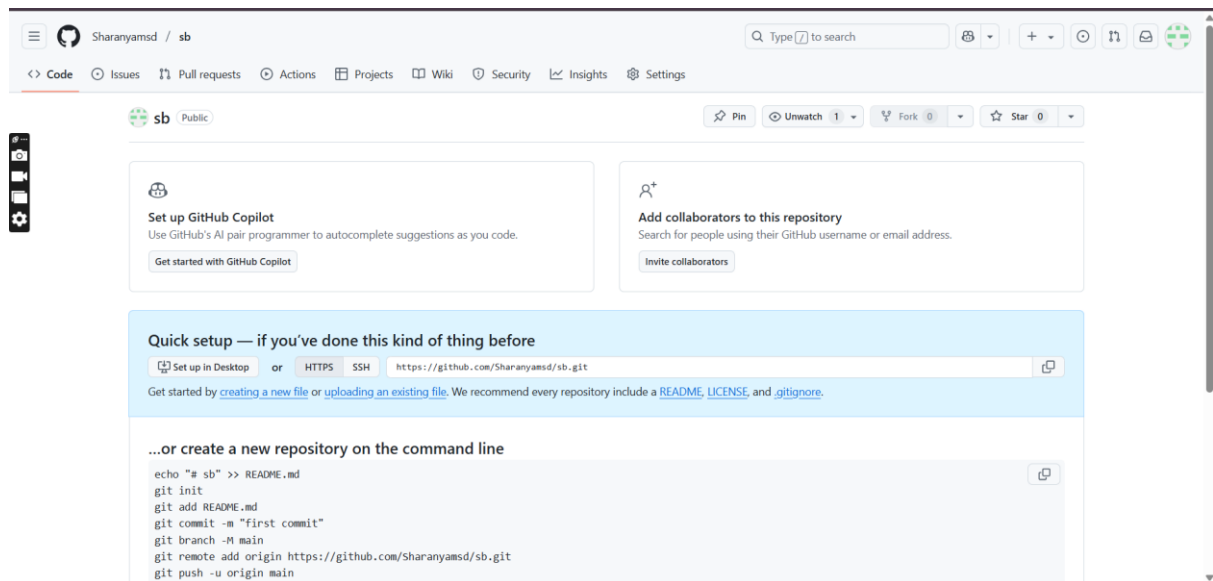 Sharanyamsd / sb
Type / to search
Code Issues Pull requests Actions Projects Wiki Security Insights Settings
sb Public
Pin Unwatch 1 Fork 0 Star 0
Set up GitHub Copilot
Use GitHub's AI pair programmer to autocomplete suggestions as you code.
Get started with GitHub Copilot
Add collaborators to this repository
Search for people using their GitHub username or email address.
Invite collaborators
Quick setup — if you've done this kind of thing before
Set up in Desktop or HTTPS SSH https://github.com/Sharanyamsd/sb.git
Get started by creating a new file or uploading an existing file. We recommend every repository include a README, LICENSE, and .gitignore.
...or create a new repository on the command line
echo "# sb" >> README.md
git init
git add README.md
git commit -m "first commit"
git branch -M main
git remote add origin https://github.com/Sharanyamsd/sb.git
git push -u origin main